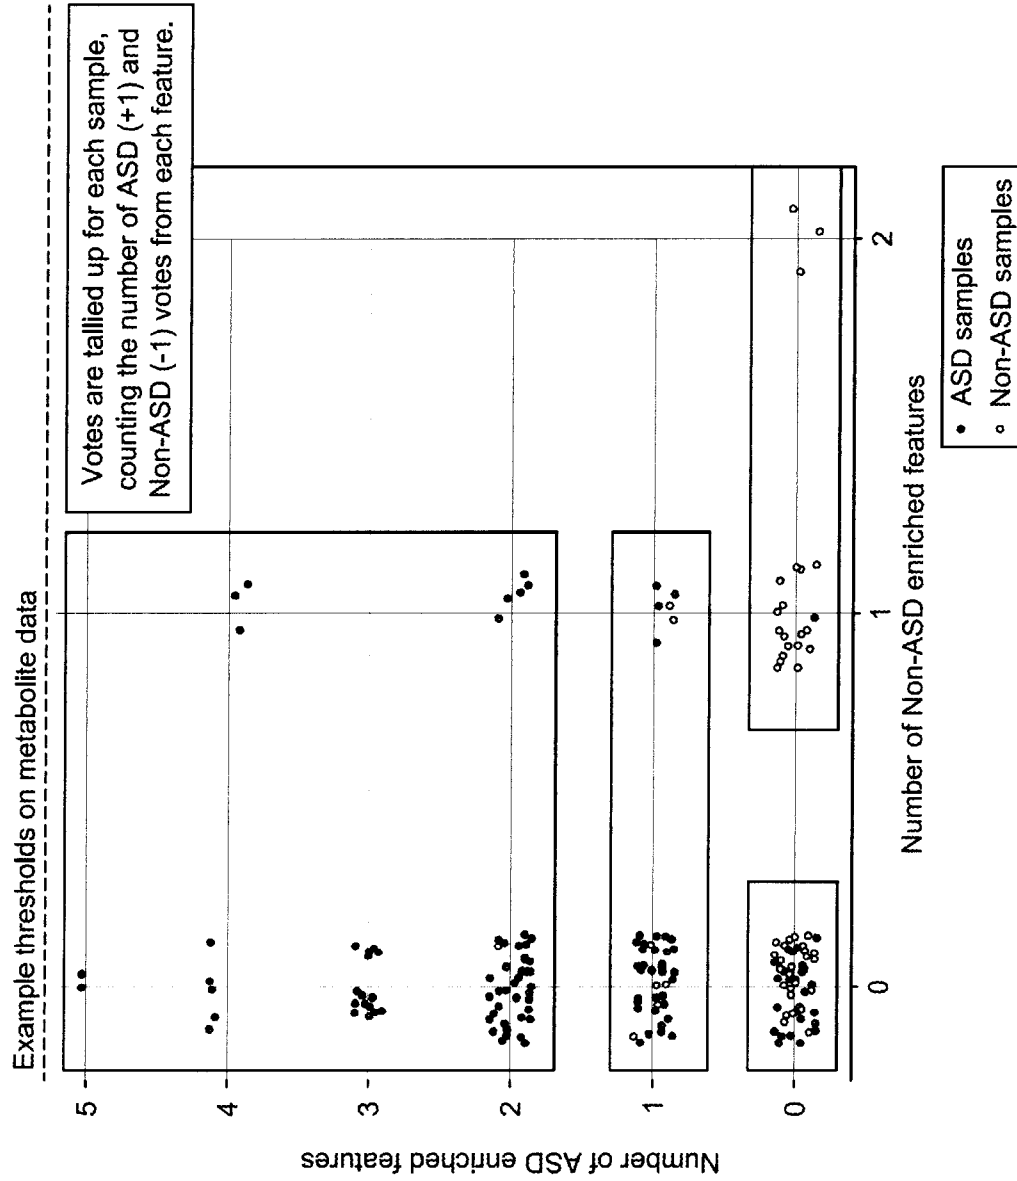 Example thresholds on metabolite data
Votes are tallied up for each sample,
counting the number of ASD (+1) and
Non-ASD (-1) votes from each feature.
Number of ASD enriched features
5
4
3
2
1
0
0
1
2
Number of Non-ASD enriched features
ASD samples
Non-ASD samples